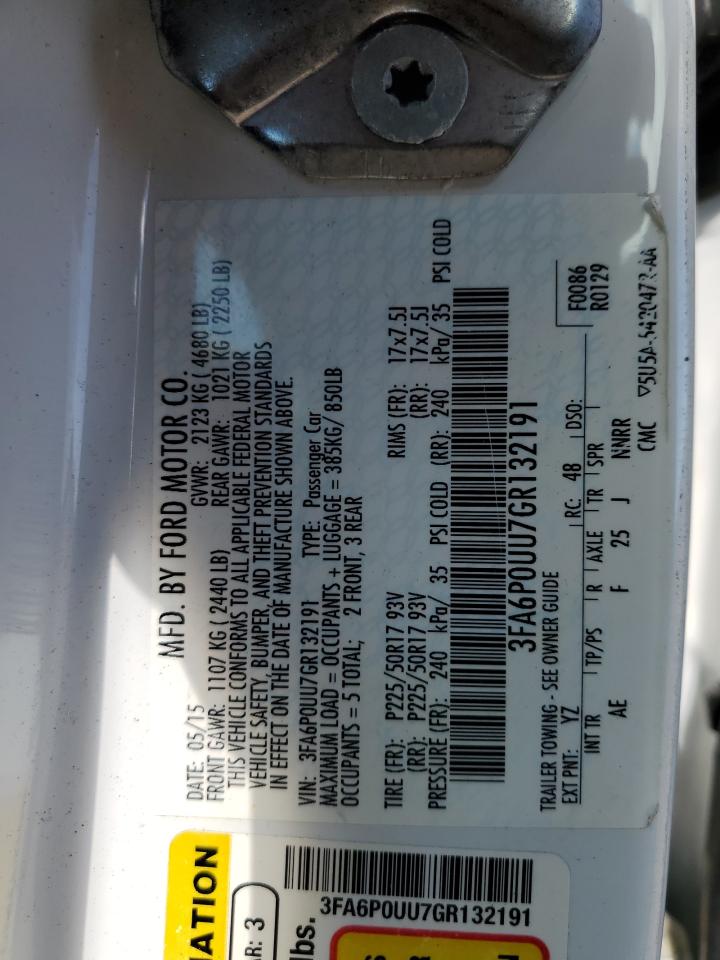 MFD. BY FORD MOTOR CO.
DATE: 05/15 GVWR: 2123 KG ( 4680 LB)
FRONT GAWR: 1107 KG ( 2440 LB) REAR GAWR: 1021 KG ( 2250 LB)
THIS VEHICLE CONFORMS TO ALL APPLICABLE FEDERAL MOTOR
VEHICLE SAFETY, BUMPER, AND THEFT PREVENTION STANDARDS
IN EFFECT ON THE DATE OF MANUFACTURE SHOWN ABOVE.
VIN: 3FA6P0UU7GR132191 TYPE: Passenger Car
MAXIMUM LOAD = OCCUPANTS + LUGGAGE = 385KG/ 850LB
OCCUPANTS = 5 TOTAL; 2 FRONT, 3 REAR
TIRE (FR): P225/50R17 93V RIMS (FR): 17x7.5J
(RR): P225/50R17 93V (RR): 17x7.5J
PRESSURE (FR): 240 kPa/ 35 PSI COLD (RR): 240 kPa/ 35 PSI COLD
3FA6P0UU7GR132191
TRAILER TOWING - SEE OWNER GUIDE
EXT PNT: YZ RC: 48 DSO: F0086
R0129
INT TR TP/PS R AXLE TR SPR
AE F 25 J NNRR
CMC
MATION
AR: 3
lbs.
3FA6P0UU7GR132191